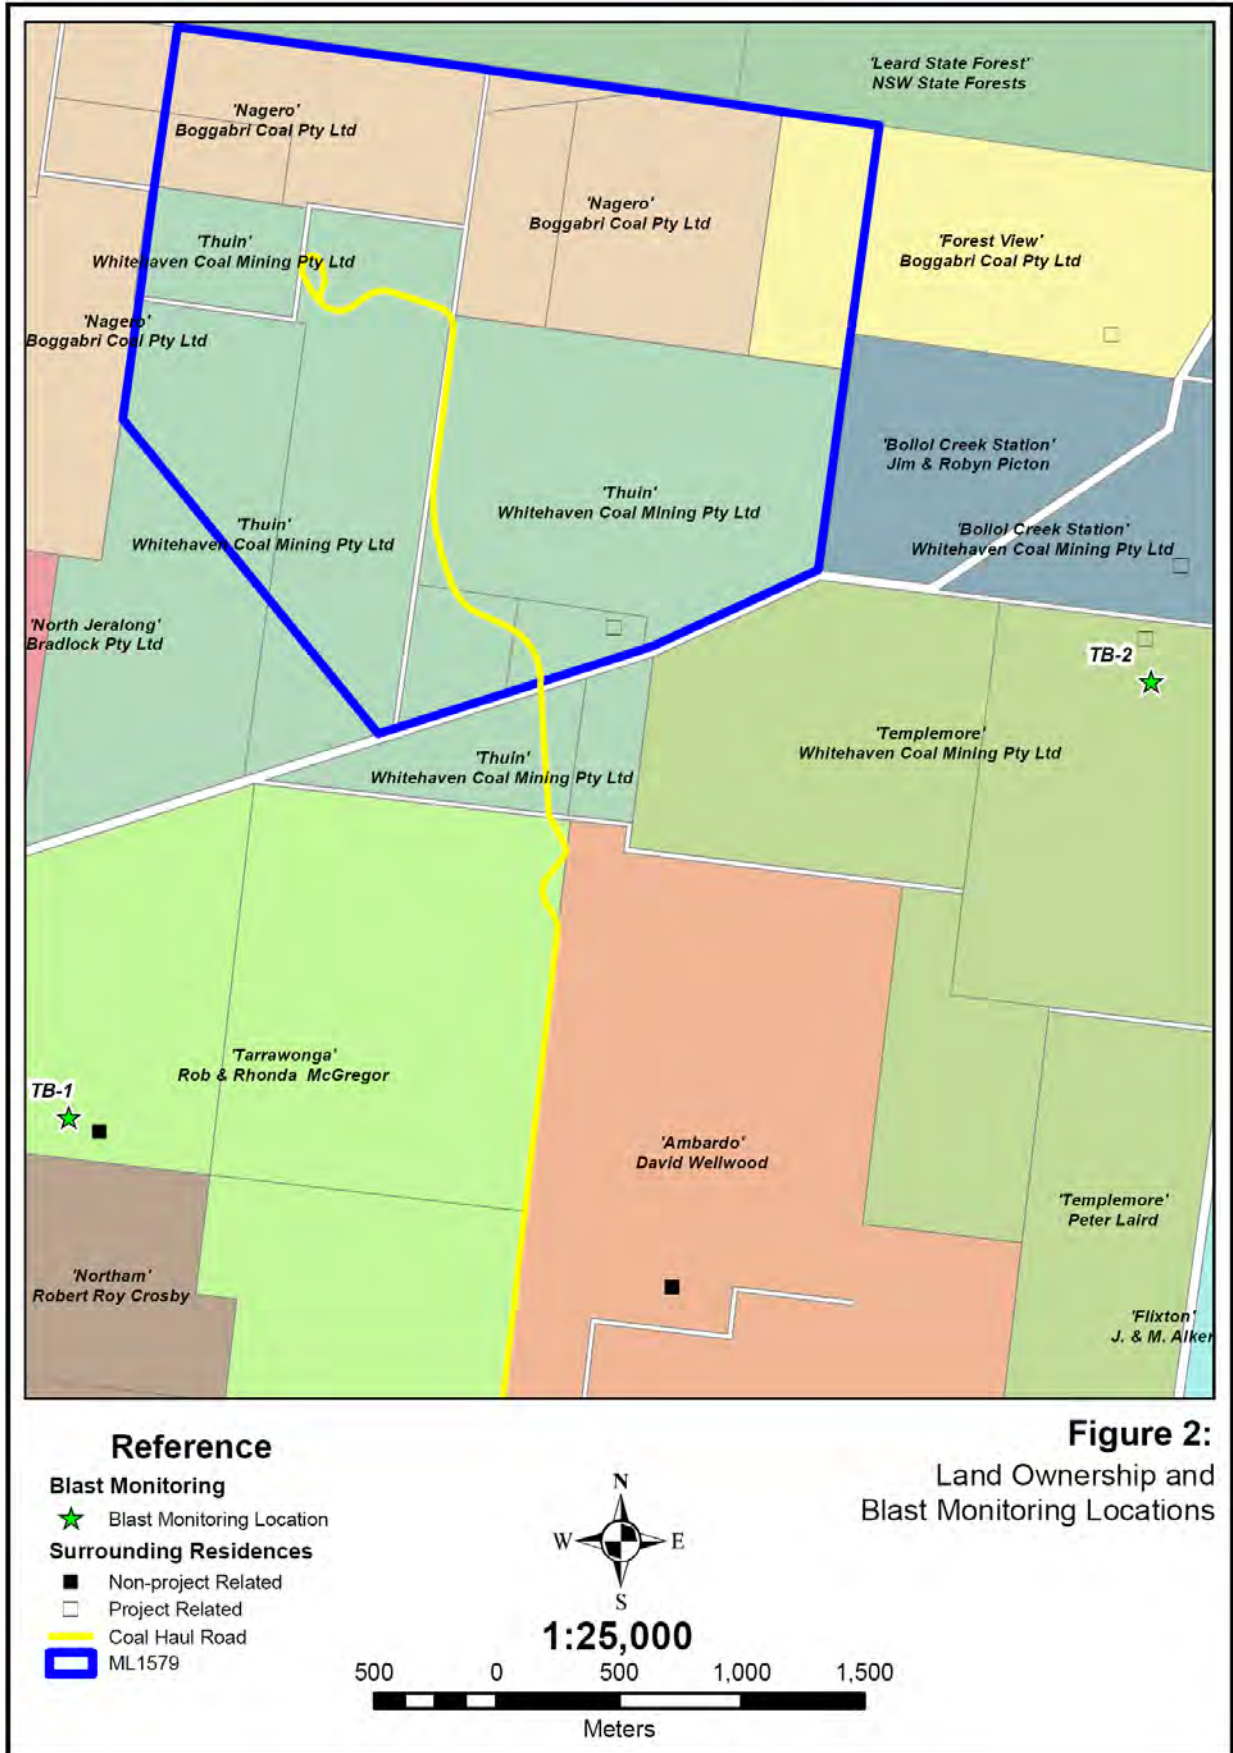 'Leard State Forest'
NSW State Forests
'Nagero'
Boggabri Coal Pty Ltd
'Nagero'
Boggabri Coal Pty Ltd
'Thuin'
Whitehaven Coal Mining Pty Ltd
'Forest View'
Boggabri Coal Pty Ltd
'Nagero'
Boggabri Coal Pty Ltd
'Bollol Creek Station'
Jim & Robyn Picton
'Thuin'
Whitehaven Coal Mining Pty Ltd
'Thuin'
Whitehaven Coal Mining Pty Ltd
'Bollol Creek Station'
Whitehaven Coal Mining Pty Ltd
'North Jeralong'
Bradlock Pty Ltd
TB-2
'Templemore'
Whitehaven Coal Mining Pty Ltd
'Thuin'
Whitehaven Coal Mining Pty Ltd
'Tarrawonga'
Rob & Rhonda McGregor
TB-1
'Ambardo'
David Wellwood
'Templemore'
Peter Laird
'Northam'
Robert Roy Crosby
'Flixton'
J. & M. Alker
Reference
Blast Monitoring
Blast Monitoring Location
Surrounding Residences
Non-project Related
Project Related
Coal Haul Road
ML1579
N
W E
S
1:25,000
500 0 500 1,000 1,500
Meters
Figure 2:
Land Ownership and
Blast Monitoring Locations